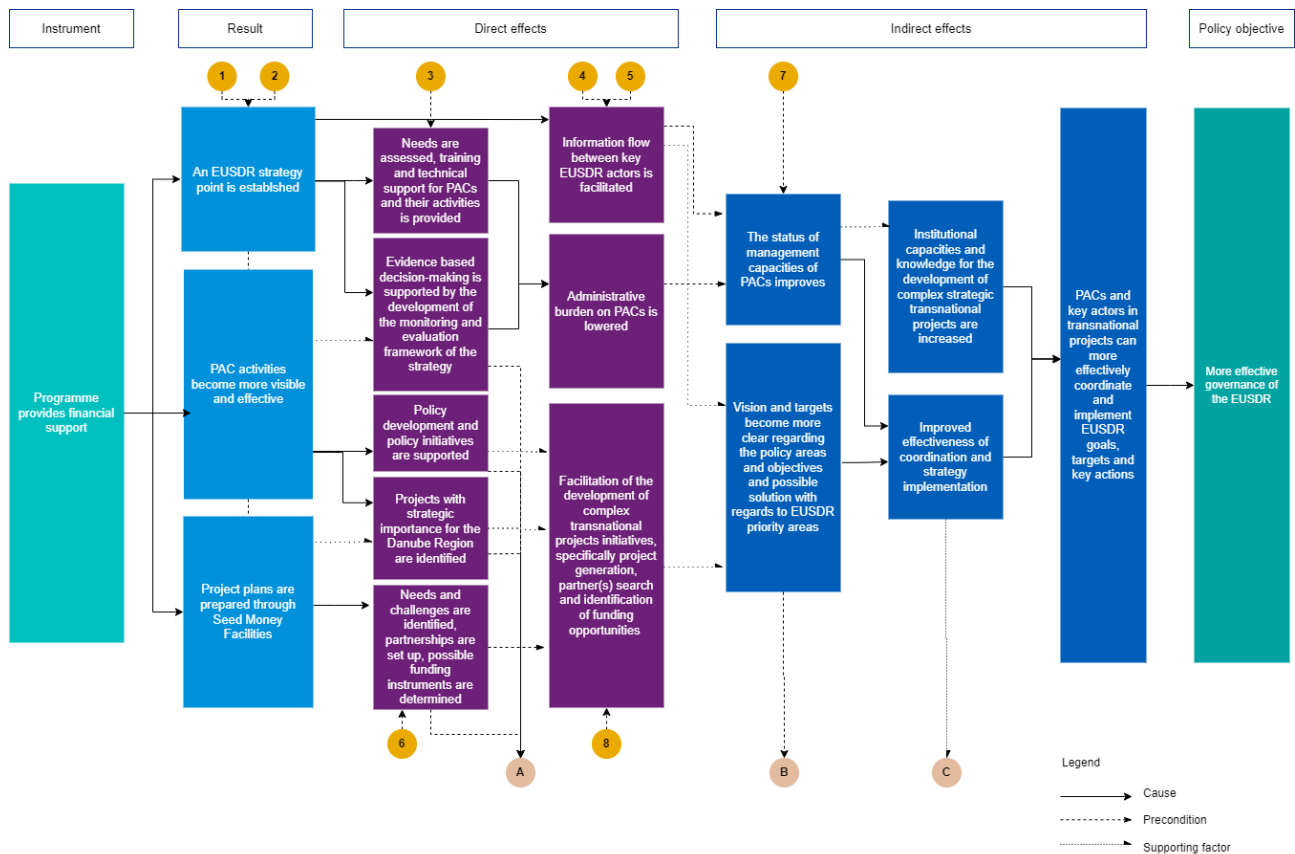 Instrument
Result
Direct effects
Indirect effects
Policy objective
1
2
3
4
5
7
Programme
provides financial
support
An EUSDR strategy
point is establshed
PAC activities
become more visible
and effective
Project plans are
prepared through
Seed Money
Facilities
Needs are
assessed, training
and technical
support for PACs
and their activities
is provided
Evidence based
decision-making is
supported by the
development of
the monitoring and
evaluation
framework of the
strategy
Policy
development and
policy initiatives
are supported
Projects with
strategic
importance for the
Danube Region
are identified
Needs and
challenges are
identified,
partnerships are
set up, possible
funding
instruments are
determined
Information flow
between key
EUSDR actors is
facilitated
Administrative
burden on PACs is
lowered
Facilitation of the
development of
complex
transnational
projects initiatives,
specifically project
generation,
partner(s) search
and identification
of funding
opportunities
The status of
management
capacities of
PACs improves
Vision and targets
become more
clear regarding
the policy areas
and objectives
and possible
solution with
regards to EUSDR
priority areas
Institutional
capacities and
knowledge for the
development of
complex strategic
transnational
projects are
increased
Improved
effectiveness of
coordination and
strategy
implementation
PACs and
key actors in
transnational
projects can
more
effectively
coordinate
and
implement
EUSDR
goals,
targets and
key actions
More effective
governance of
the EUSDR
6
8
A
B
C
Legend
Cause
Precondition
Supporting factor